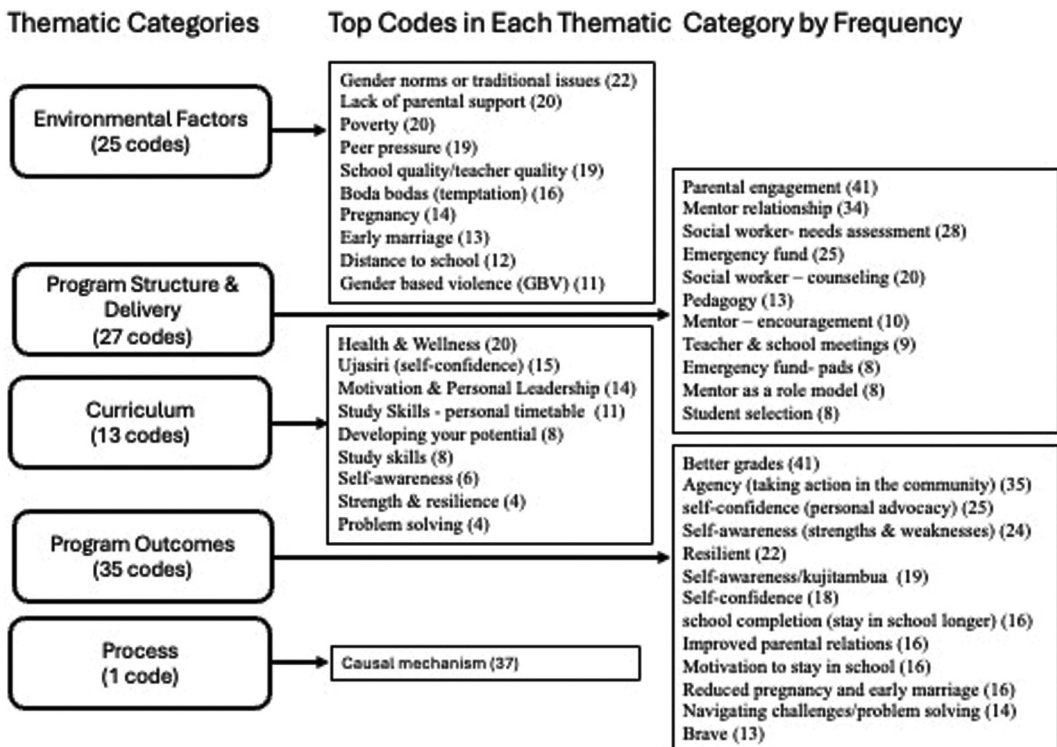 Thematic Categories
Top Codes in Each Thematic Category by Frequency
Environmental Factors
(25 codes)
Gender norms or traditional issues (22)
Lack of parental support (20)
Poverty (20)
Peer pressure (19)
School quality/teacher quality (19)
Boda bodas (temptation) (16)
Pregnancy (14)
Early marriage (13)
Distance to school (12)
Gender based violence (GBV) (11)
Program Structure &
Delivery
(27 codes)
Parental engagement (41)
Mentor relationship (34)
Social worker- needs assessment (28)
Emergency fund (25)
Social worker – counseling (20)
Pedagogy (13)
Mentor – encouragement (10)
Teacher & school meetings (9)
Emergency fund- pads (8)
Mentor as a role model (8)
Student selection (8)
Curriculum
(13 codes)
Health & Wellness (20)
Ujasiri (self-confidence) (15)
Motivation & Personal Leadership (14)
Study Skills - personal timetable (11)
Developing your potential (8)
Study skills (8)
Self-awareness (6)
Strength & resilience (4)
Problem solving (4)
Program Outcomes
(35 codes)
Better grades (41)
Agency (taking action in the community) (35)
self-confidence (personal advocacy) (25)
Self-awareness (strengths & weaknesses) (24)
Resilient (22)
Self-awareness/kujitambua (19)
Self-confidence (18)
school completion (stay in school longer) (16)
Improved parental relations (16)
Motivation to stay in school (16)
Reduced pregnancy and early marriage (16)
Navigating challenges/problem solving (14)
Brave (13)
Process
(1 code)
Causal mechanism (37)